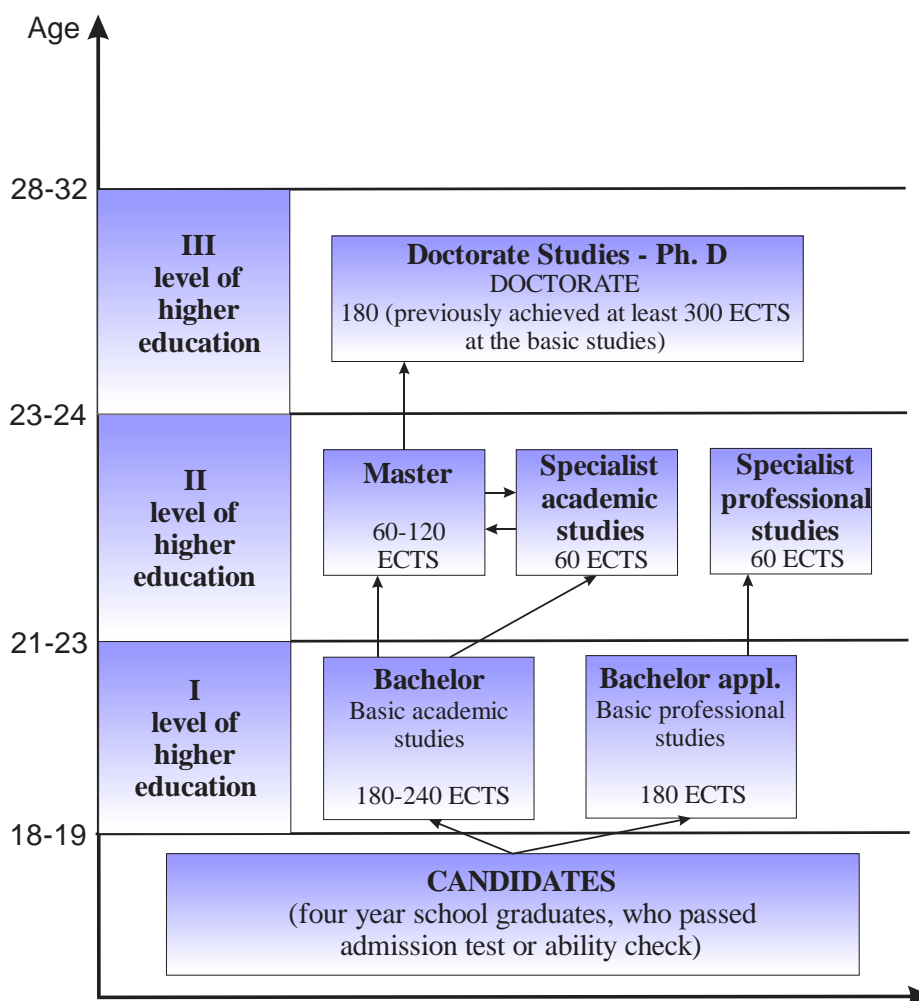 Age
28-32
III
level of
higher
education
Doctorate Studies - Ph. D
DOCTORATE
180 (previously achieved at least 300 ECTS
at the basic studies)
23-24
II
level of
higher
education
Master
60-120
ECTS
Specialist
academic
studies
60 ECTS
Specialist
professional
studies
60 ECTS
21-23
I
level of
higher
education
Bachelor
Basic academic
studies
180-240 ECTS
Bachelor appl.
Basic professional
studies
180 ECTS
18-19
CANDIDATES
(four year school graduates, who passed
admission test or ability check)